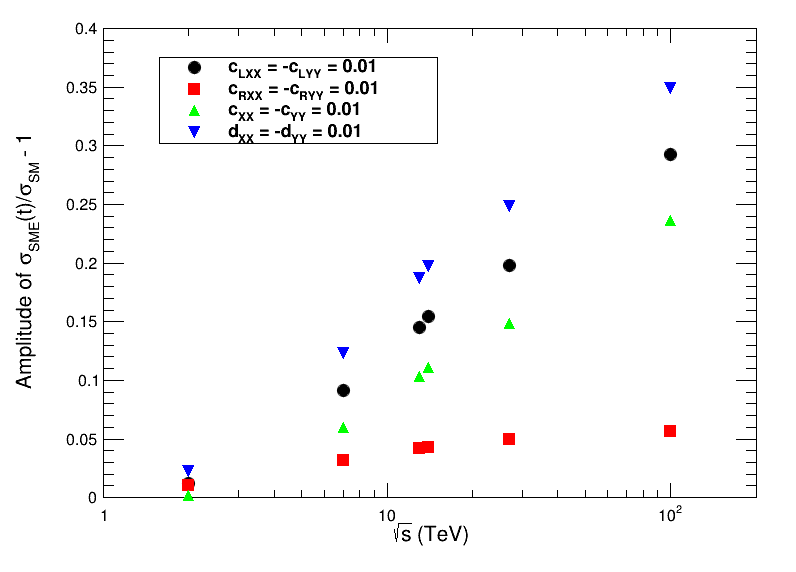 0.4
0.35
0.3
0.25
0.2
0.15
0.1
0.05
0
Amplitude of σ_SME(t)/σ_SM - 1
c_LXX = -c_LYY = 0.01
c_RXX = -c_RYY = 0.01
c_XX = -c_YY = 0.01
d_XX = -d_YY = 0.01
1 10 10²
√s (TeV)